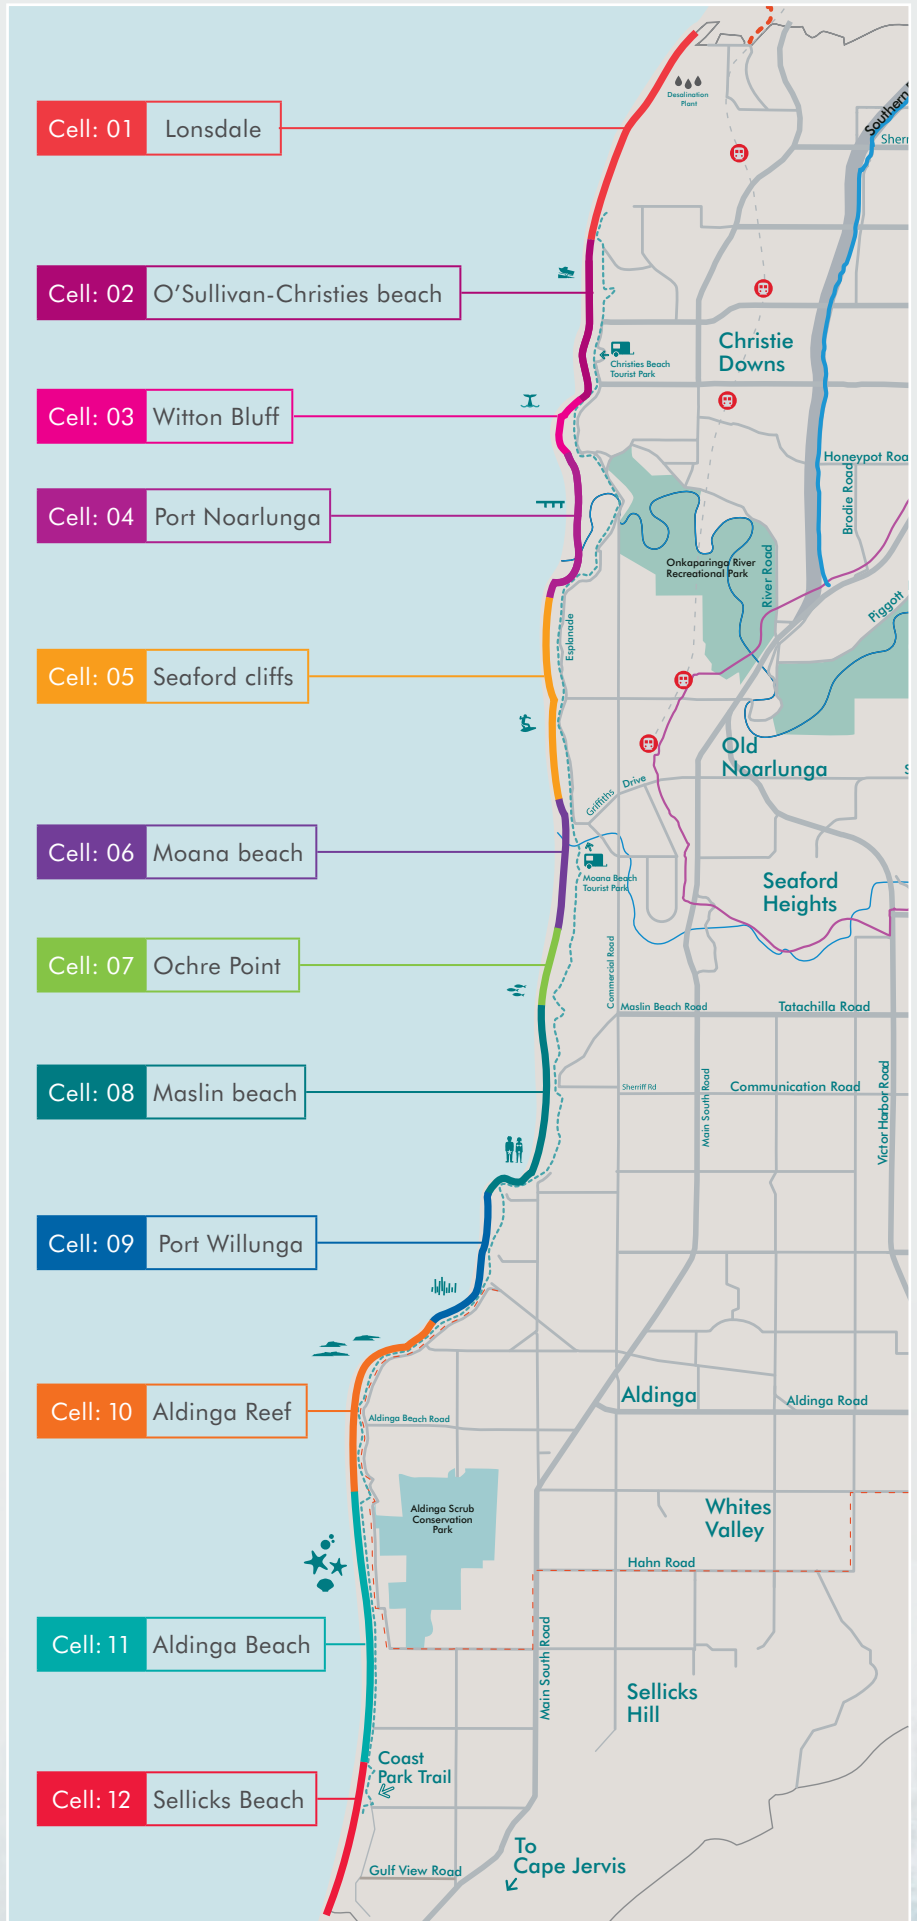 Desalination
Plant
Southern
Cell: 01 Lonsdale
Cell: 02 O'Sullivan-Christies beach
Christie
Downs
Christies Beach
Tourist Park
Cell: 03 Witton Bluff
Honeypot Roa
Brodie Road
Cell: 04 Port Noarlunga
Onkaparinga River
Recreational Park
River Road
Piggott
Esplanade
Cell: 05 Seaford cliffs
Old
Noarlunga
Griffiths Drive
Cell: 06 Moana beach
Moana Beach
Tourist Park
Seaford
Heights
Cell: 07 Ochre Point
Commercial Road
Maslin Beach Road
Tatachilla Road
Cell: 08 Maslin beach
Sherriff Rd
Communication Road
Main South Road
Victor Harbor Road
Cell: 09 Port Willunga
Cell: 10 Aldinga Reef
Aldinga
Aldinga Road
Aldinga Beach Road
Aldinga Scrub
Conservation
Park
Whites
Valley
Hahn Road
Cell: 11 Aldinga Beach
Main South Road
Sellicks
Hill
Coast
Park Trail
Cell: 12 Sellicks Beach
To
Cape Jervis
Gulf View Road